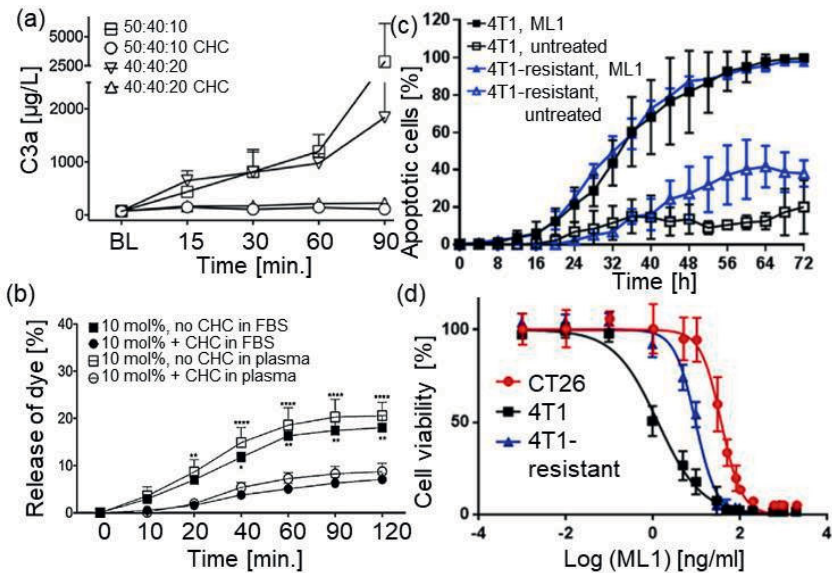 (a)
50:40:10
50:40:10 CHC
40:40:20
40:40:20 CHC
C3a [µg/L]
5000
2500
2000
1000
0
BL 15 30 60 90
Time [min.]
(b)
10 mol%, no CHC in FBS
10 mol% + CHC in FBS
10 mol%, no CHC in plasma
10 mol% + CHC in plasma
Release of dye [%]
40
30
20
10
0
** **** **** **** ****
* ** ** **
0 10 20 40 60 90 120
Time [min.]
(c)
4T1, ML1
4T1, untreated
4T1-resistant, ML1
4T1-resistant,
untreated
Apoptotic cells [%]
120
100
80
60
40
20
0
0 8 16 24 32 40 48 56 64 72
Time [h]
(d)
CT26
4T1
4T1-
resistant
Cell viability [%]
100
50
0
-4 -2 0 2 4
Log (ML1) [ng/ml]